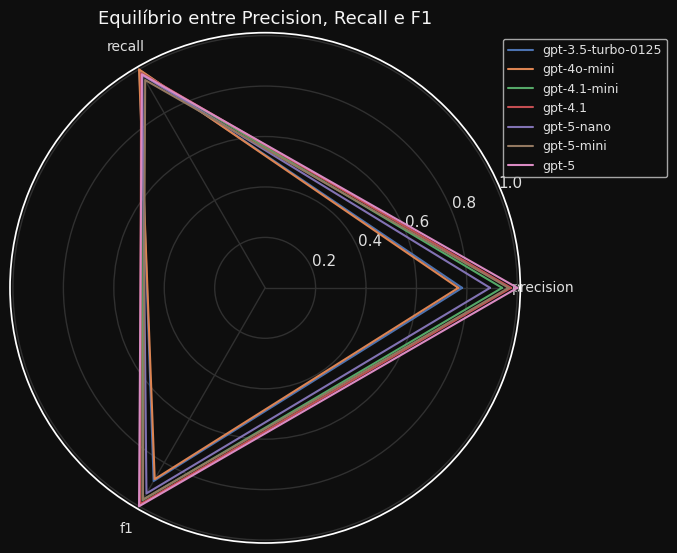 Equilíbrio entre Precision, Recall e F1
recall
gpt-3.5-turbo-0125
gpt-4o-mini
gpt-4.1-mini
gpt-4.1
gpt-5-nano
gpt-5-mini
gpt-5
1.0
0.8
0.6
0.4
0.2
precision
f1